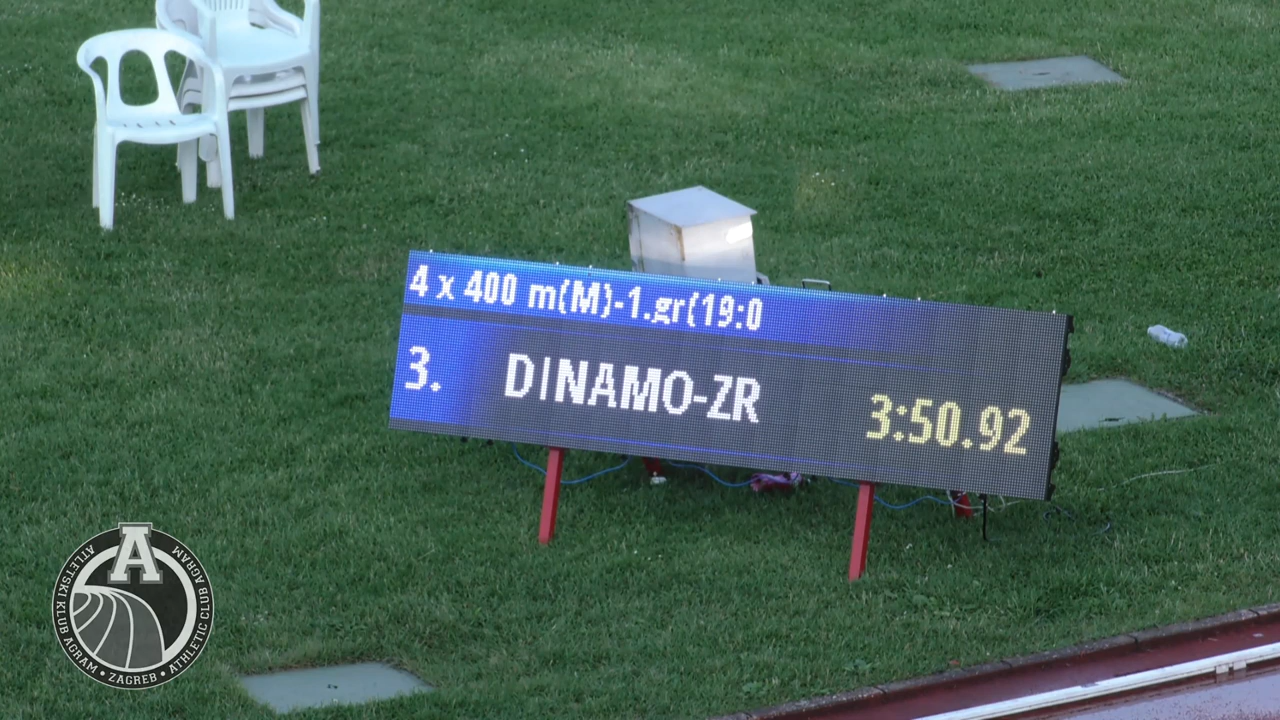 4 x 400 m(M)-1.gr(19:0
3. DINAMO-ZR 3:50.92
A
ATLETSKI KLUB AGRAM • ZAGREB • ATHLETIC CLUB AGRAM